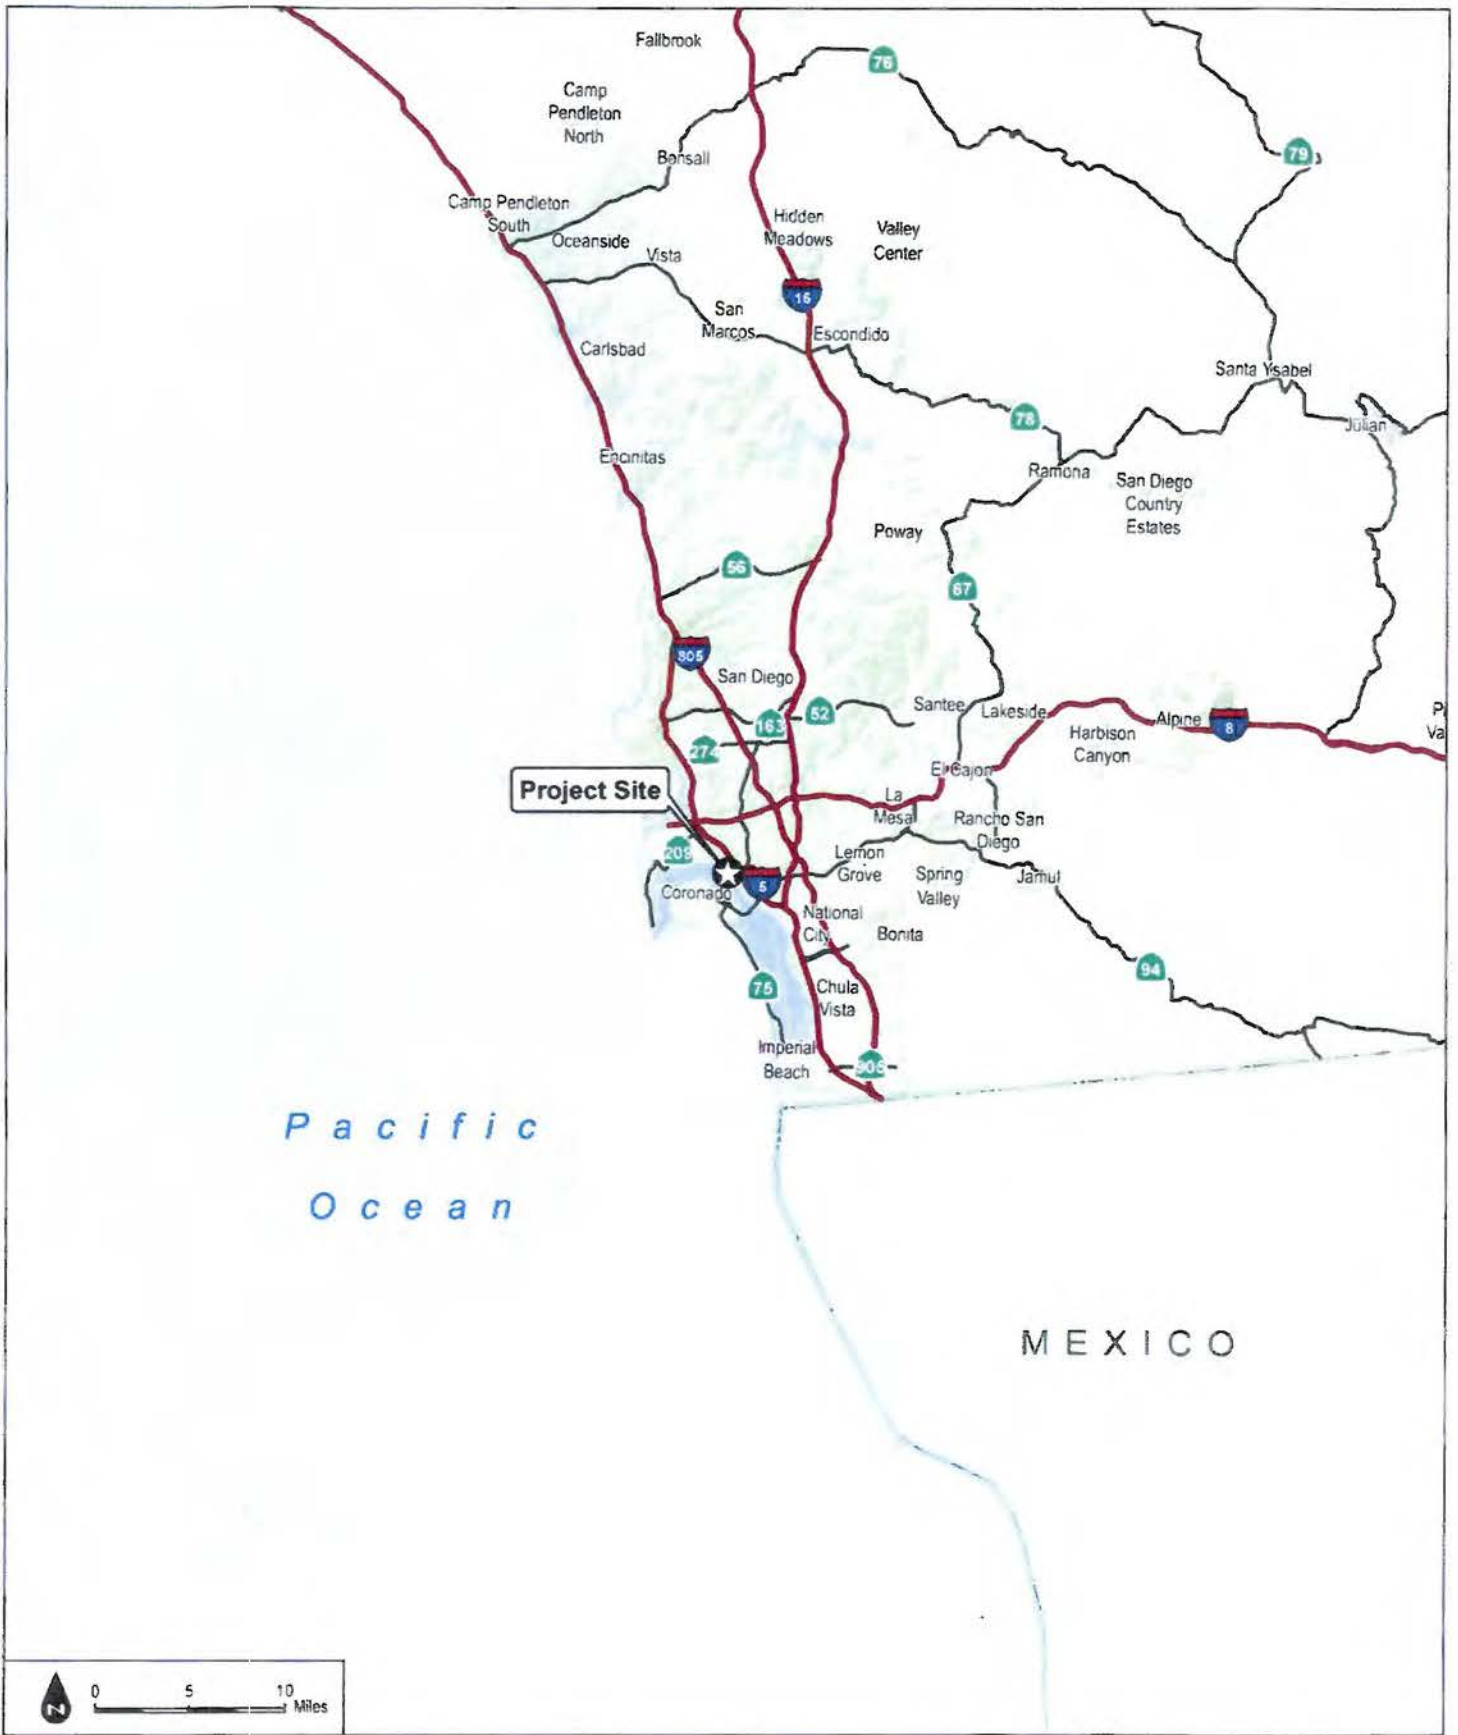 Fallbrook
76
Camp
Pendleton
North
Bonsall
79
Camp Pendleton
South
Oceanside
Vista
Hidden
Meadows
Valley
Center
15
San
Marcos
Escondido
Carlsbad
Santa Ysabel
78
Julian
Encinitas
Ramona
San Diego
Country
Estates
Poway
56
67
805
San Diego
Santee
Lakeside
163
52
274
Alpine
8
Harbison
Canyon
El Cajon
Project Site
La
Mesa
Rancho San
Diego
209
Lemon
Grove
Spring
Valley
Jamul
5
Coronado
National
City
Bonita
94
75
Chula
Vista
Imperial
Beach
905
Pacific
Ocean
MEXICO
N
0 5 10
Miles